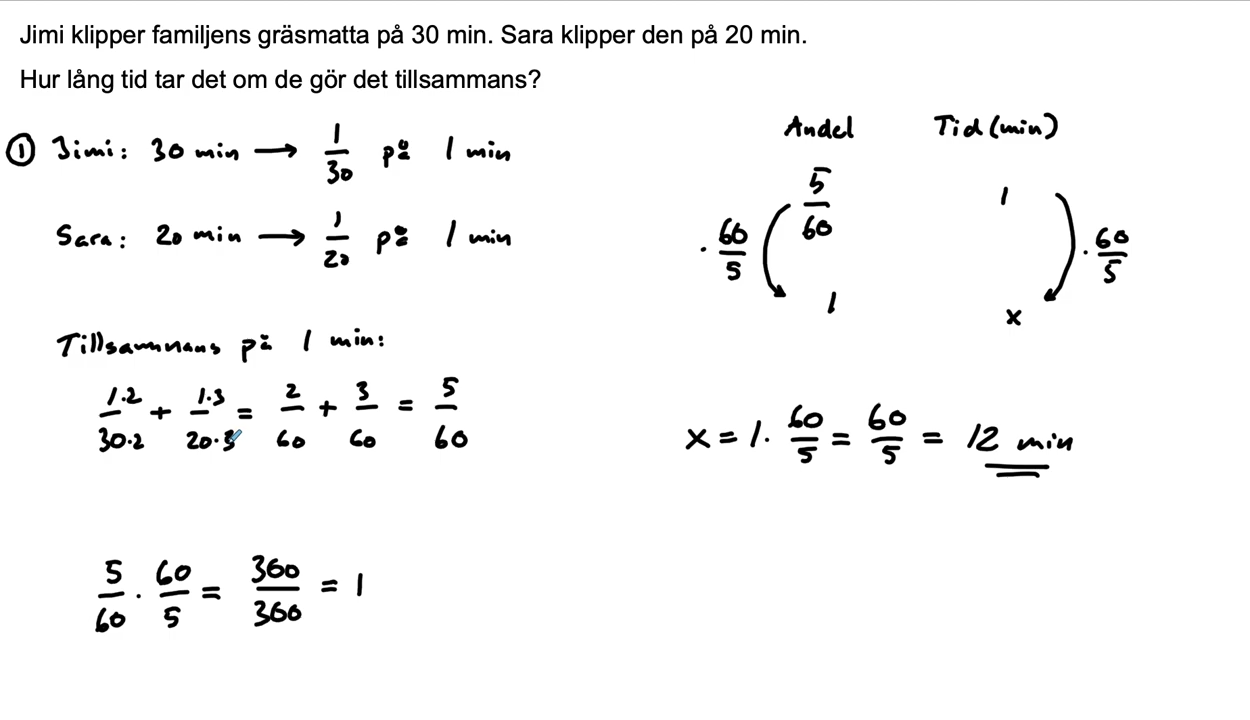 Jimi klipper familjens gräsmatta på 30 min. Sara klipper den på 20 min.
Hur lång tid tar det om de gör det tillsammans?
① Jimi: 30 min → 1/30 på 1 min
Sara: 20 min → 1/20 på 1 min
Tillsammans på 1 min:
1·2/30·2 + 1·3/20·3 = 2/60 + 3/60 = 5/60
5/60 · 60/5 = 360/360 = 1
Andel Tid (min)
5/60 1
· 60/5 · 60/5
1 x
x = 1 · 60/5 = 60/5 = 12 min